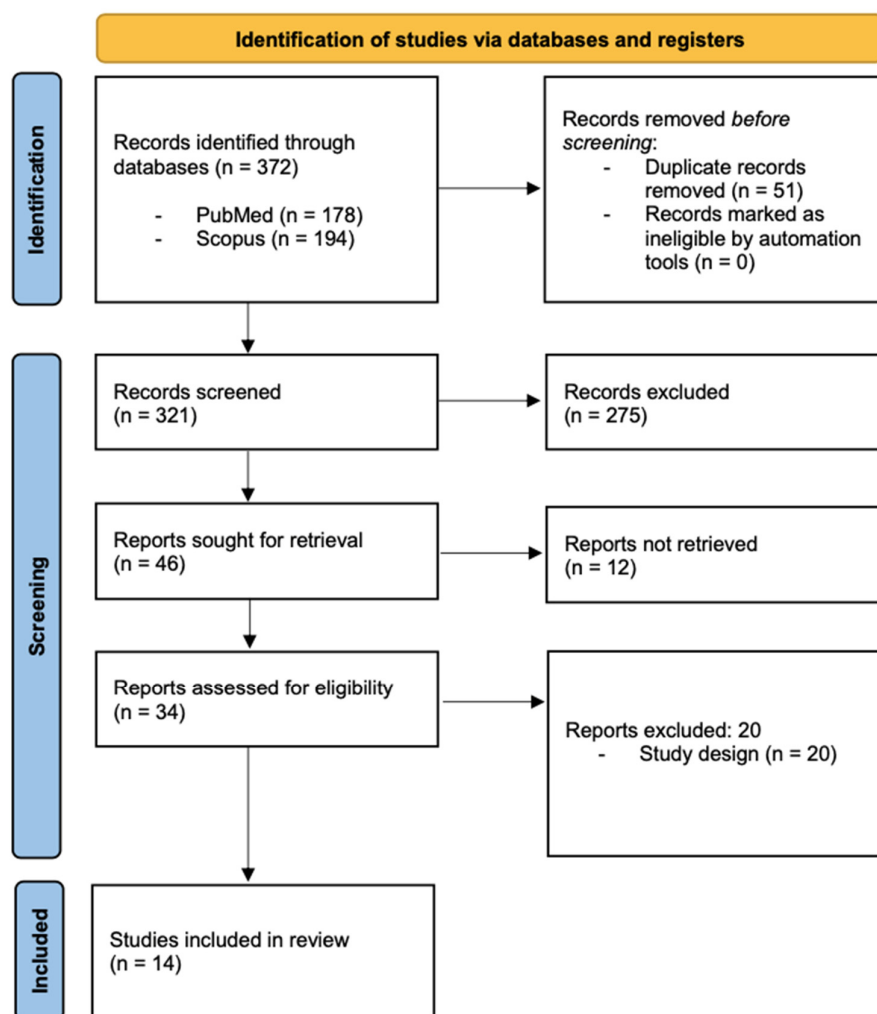 Identification of studies via databases and registers
Identification
Records identified through
databases (n = 372)
- PubMed (n = 178)
- Scopus (n = 194)
Records removed before
screening:
- Duplicate records
removed (n = 51)
- Records marked as
ineligible by automation
tools (n = 0)
Screening
Records screened
(n = 321)
Records excluded
(n = 275)
Reports sought for retrieval
(n = 46)
Reports not retrieved
(n = 12)
Reports assessed for eligibility
(n = 34)
Reports excluded: 20
- Study design (n = 20)
Included
Studies included in review
(n = 14)